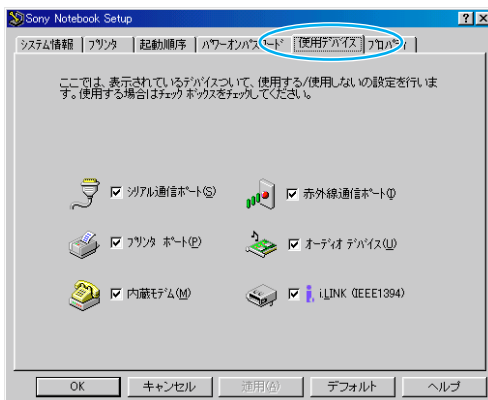 Sony Notebook Setup
システム情報 プリンタ 起動順序 パワーオンパスワード 使用デバイス プロパティ
ここでは、表示されているデバイスついて、使用する/使用しないの設定を行いま
す。使用する場合はチェック ボックスをチェックしてください。
シリアル通信ポート(S) 赤外線通信ポート(I)
プリンタ ポート(P) オーディオ デバイス(U)
内蔵モデム(M) i.LINK (IEEE1394)
OK キャンセル 適用(A) デフォルト ヘルプ